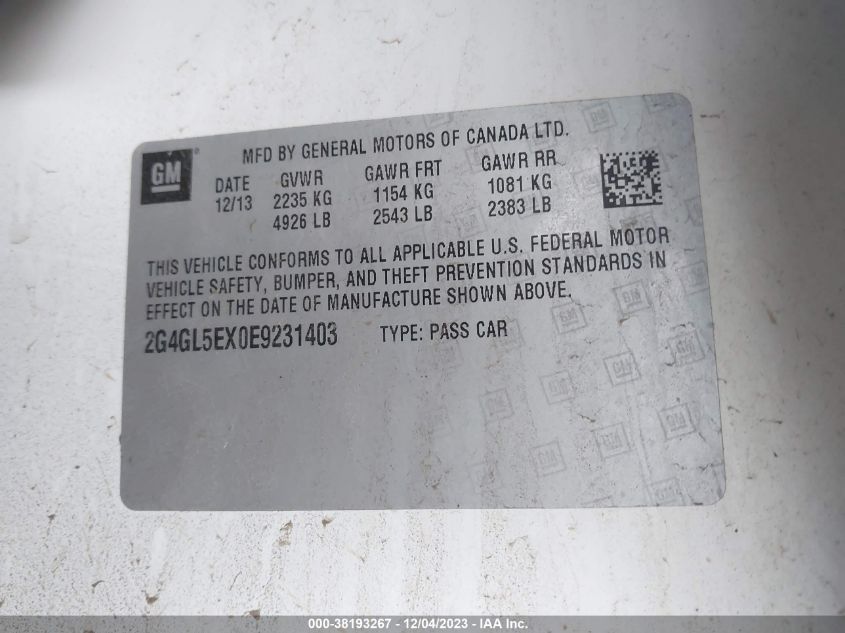 GM ®
MFD BY GENERAL MOTORS OF CANADA LTD.
DATE GVWR GAWR FRT GAWR RR
12/13 2235 KG 1154 KG 1081 KG
4926 LB 2543 LB 2383 LB
THIS VEHICLE CONFORMS TO ALL APPLICABLE U.S. FEDERAL MOTOR
VEHICLE SAFETY, BUMPER, AND THEFT PREVENTION STANDARDS IN
EFFECT ON THE DATE OF MANUFACTURE SHOWN ABOVE.
2G4GL5EX0E9231403 TYPE: PASS CAR
000-38193267 - 12/04/2023 - IAA Inc.